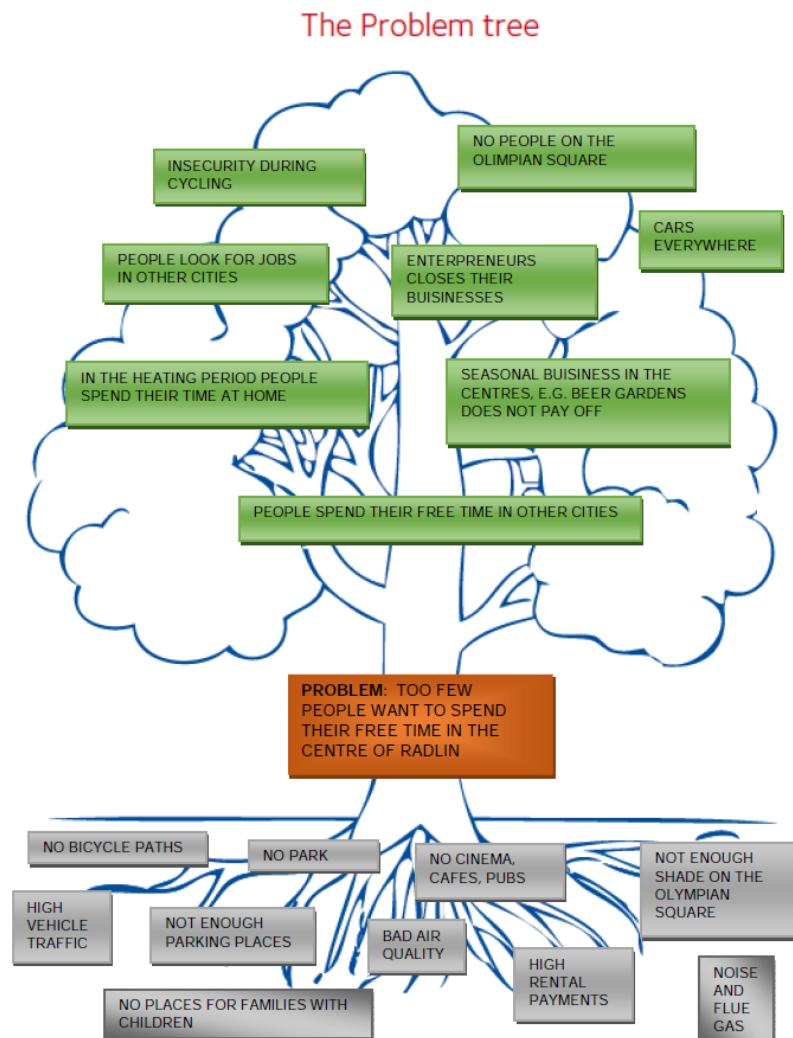 The Problem tree
INSECURITY DURING
CYCLING
NO PEOPLE ON THE
OLIMPIAN SQUARE
CARS
EVERYWHERE
PEOPLE LOOK FOR JOBS
IN OTHER CITIES
ENTERPRENEURS
CLOSES THEIR
BUISINESSES
IN THE HEATING PERIOD PEOPLE
SPEND THEIR TIME AT HOME
SEASONAL BUISINESS IN THE
CENTRES, E.G. BEER GARDENS
DOES NOT PAY OFF
PEOPLE SPEND THEIR FREE TIME IN OTHER CITIES
PROBLEM: TOO FEW
PEOPLE WANT TO SPEND
THEIR FREE TIME IN THE
CENTRE OF RADLIN
NO BICYCLE PATHS
NO PARK
NO CINEMA,
CAFES, PUBS
NOT ENOUGH
SHADE ON THE
OLYMPIAN
SQUARE
HIGH
VEHICLE
TRAFFIC
NOT ENOUGH
PARKING PLACES
BAD AIR
QUALITY
HIGH
RENTAL
PAYMENTS
NOISE
AND
FLUE
GAS
NO PLACES FOR FAMILIES WITH
CHILDREN